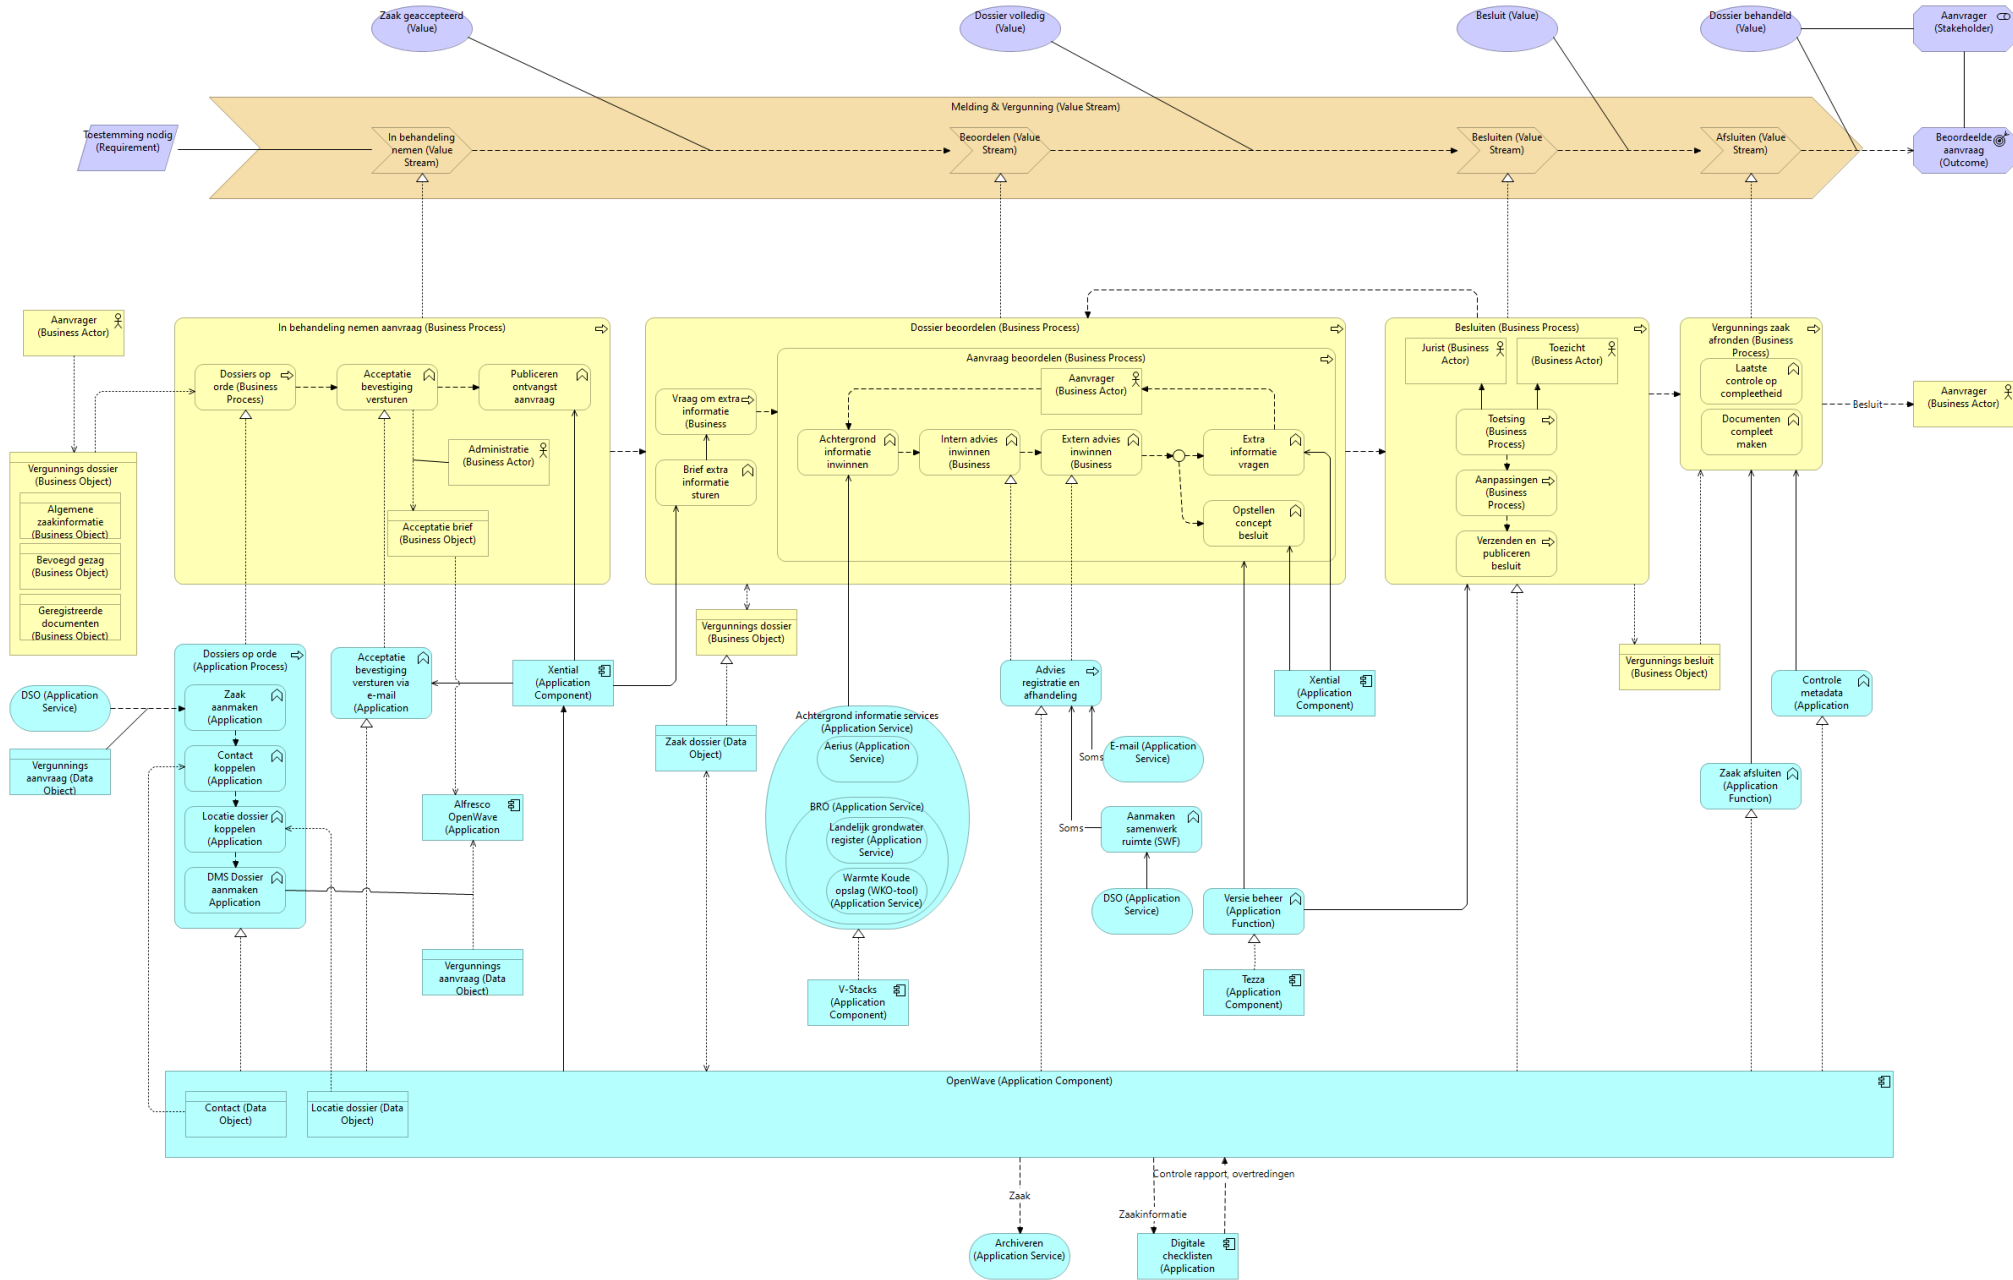 Zaak geaccepteerd
(Value)
Dossier volledig
(Value)
Besluit (Value)
Dossier behandeld
(Value)
Aanvrager
(Stakeholder)
Melding & Vergunning (Value Stream)
Toestemming nodig
(Requirement)
In behandeling
nemen (Value
Stream)
Beoordelen (Value
Stream)
Besluiten (Value
Stream)
Afsluiten (Value
Stream)
Beoordeelde
aanvraag
(Outcome)
Aanvrager
(Business Actor)
In behandeling nemen aanvraag (Business Process)
Dossiers op
orde (Business
Process)
Acceptatie
bevestiging
versturen
Publiceren
ontvangst
aanvraag
Administratie
(Business Actor)
Acceptatie brief
(Business Object)
Vergunnings dossier
(Business Object)
Algemene
zaakinformatie
(Business Object)
Bevoegd gezag
(Business Object)
Geregistreerde
documenten
(Business Object)
Dossier beoordelen (Business Process)
Vraag om extra
informatie
(Business
Brief extra
informatie
sturen
Aanvraag beoordelen (Business Process)
Aanvrager
(Business Actor)
Achtergrond
informatie
inwinnen
Intern advies
inwinnen
(Business
Extern advies
inwinnen
(Business
Extra
informatie
vragen
Opstellen
concept
besluit
Besluiten (Business Process)
Jurist (Business
Actor)
Toezicht
(Business Actor)
Toetsing
(Business
Process)
Aanpassingen
(Business
Process)
Verzenden en
publiceren
besluit
Vergunnings zaak
afronden (Business
Process)
Laatste
controle op
compleetheid
Documenten
compleet
maken
Besluit
Aanvrager
(Business Actor)
Vergunnings dossier
(Business Object)
Vergunnings besluit
(Business Object)
Dossiers op orde
(Application Process)
Zaak
aanmaken
(Application
Contact
koppelen
(Application
Locatie dossier
koppelen
(Application
DMS Dossier
aanmaken
Application
DSO (Application
Service)
Vergunnings
aanvraag (Data
Object)
Acceptatie
bevestiging
versturen via
e-mail
(Application
Xential
(Application
Component)
Alfresco
OpenWave
(Application
Vergunnings
aanvraag (Data
Object)
Zaak dossier (Data
Object)
Achtergrond informatie services
(Application Service)
Aerius (Application
Service)
BRO (Application Service)
Landelijk grondwater
register (Application
Service)
Warmte Koude
opslag (WKO-tool)
(Application Service)
V-Stacks
(Application
Component)
Advies
registratie en
afhandeling
Soms
E-mail (Application
Service)
Soms
Aanmaken
samenwerk
ruimte (SWF)
DSO (Application
Service)
Xential
(Application
Component)
Versie beheer
(Application
Function)
Tezza
(Application
Component)
Controle
metadata
(Application
Zaak afsluiten
(Application
Function)
OpenWave (Application Component)
Contact (Data
Object)
Locatie dossier (Data
Object)
Zaak
Archiveren
(Application Service)
Controle rapport, overtredingen
Zaakinformatie
Digitale
checklisten
(Application